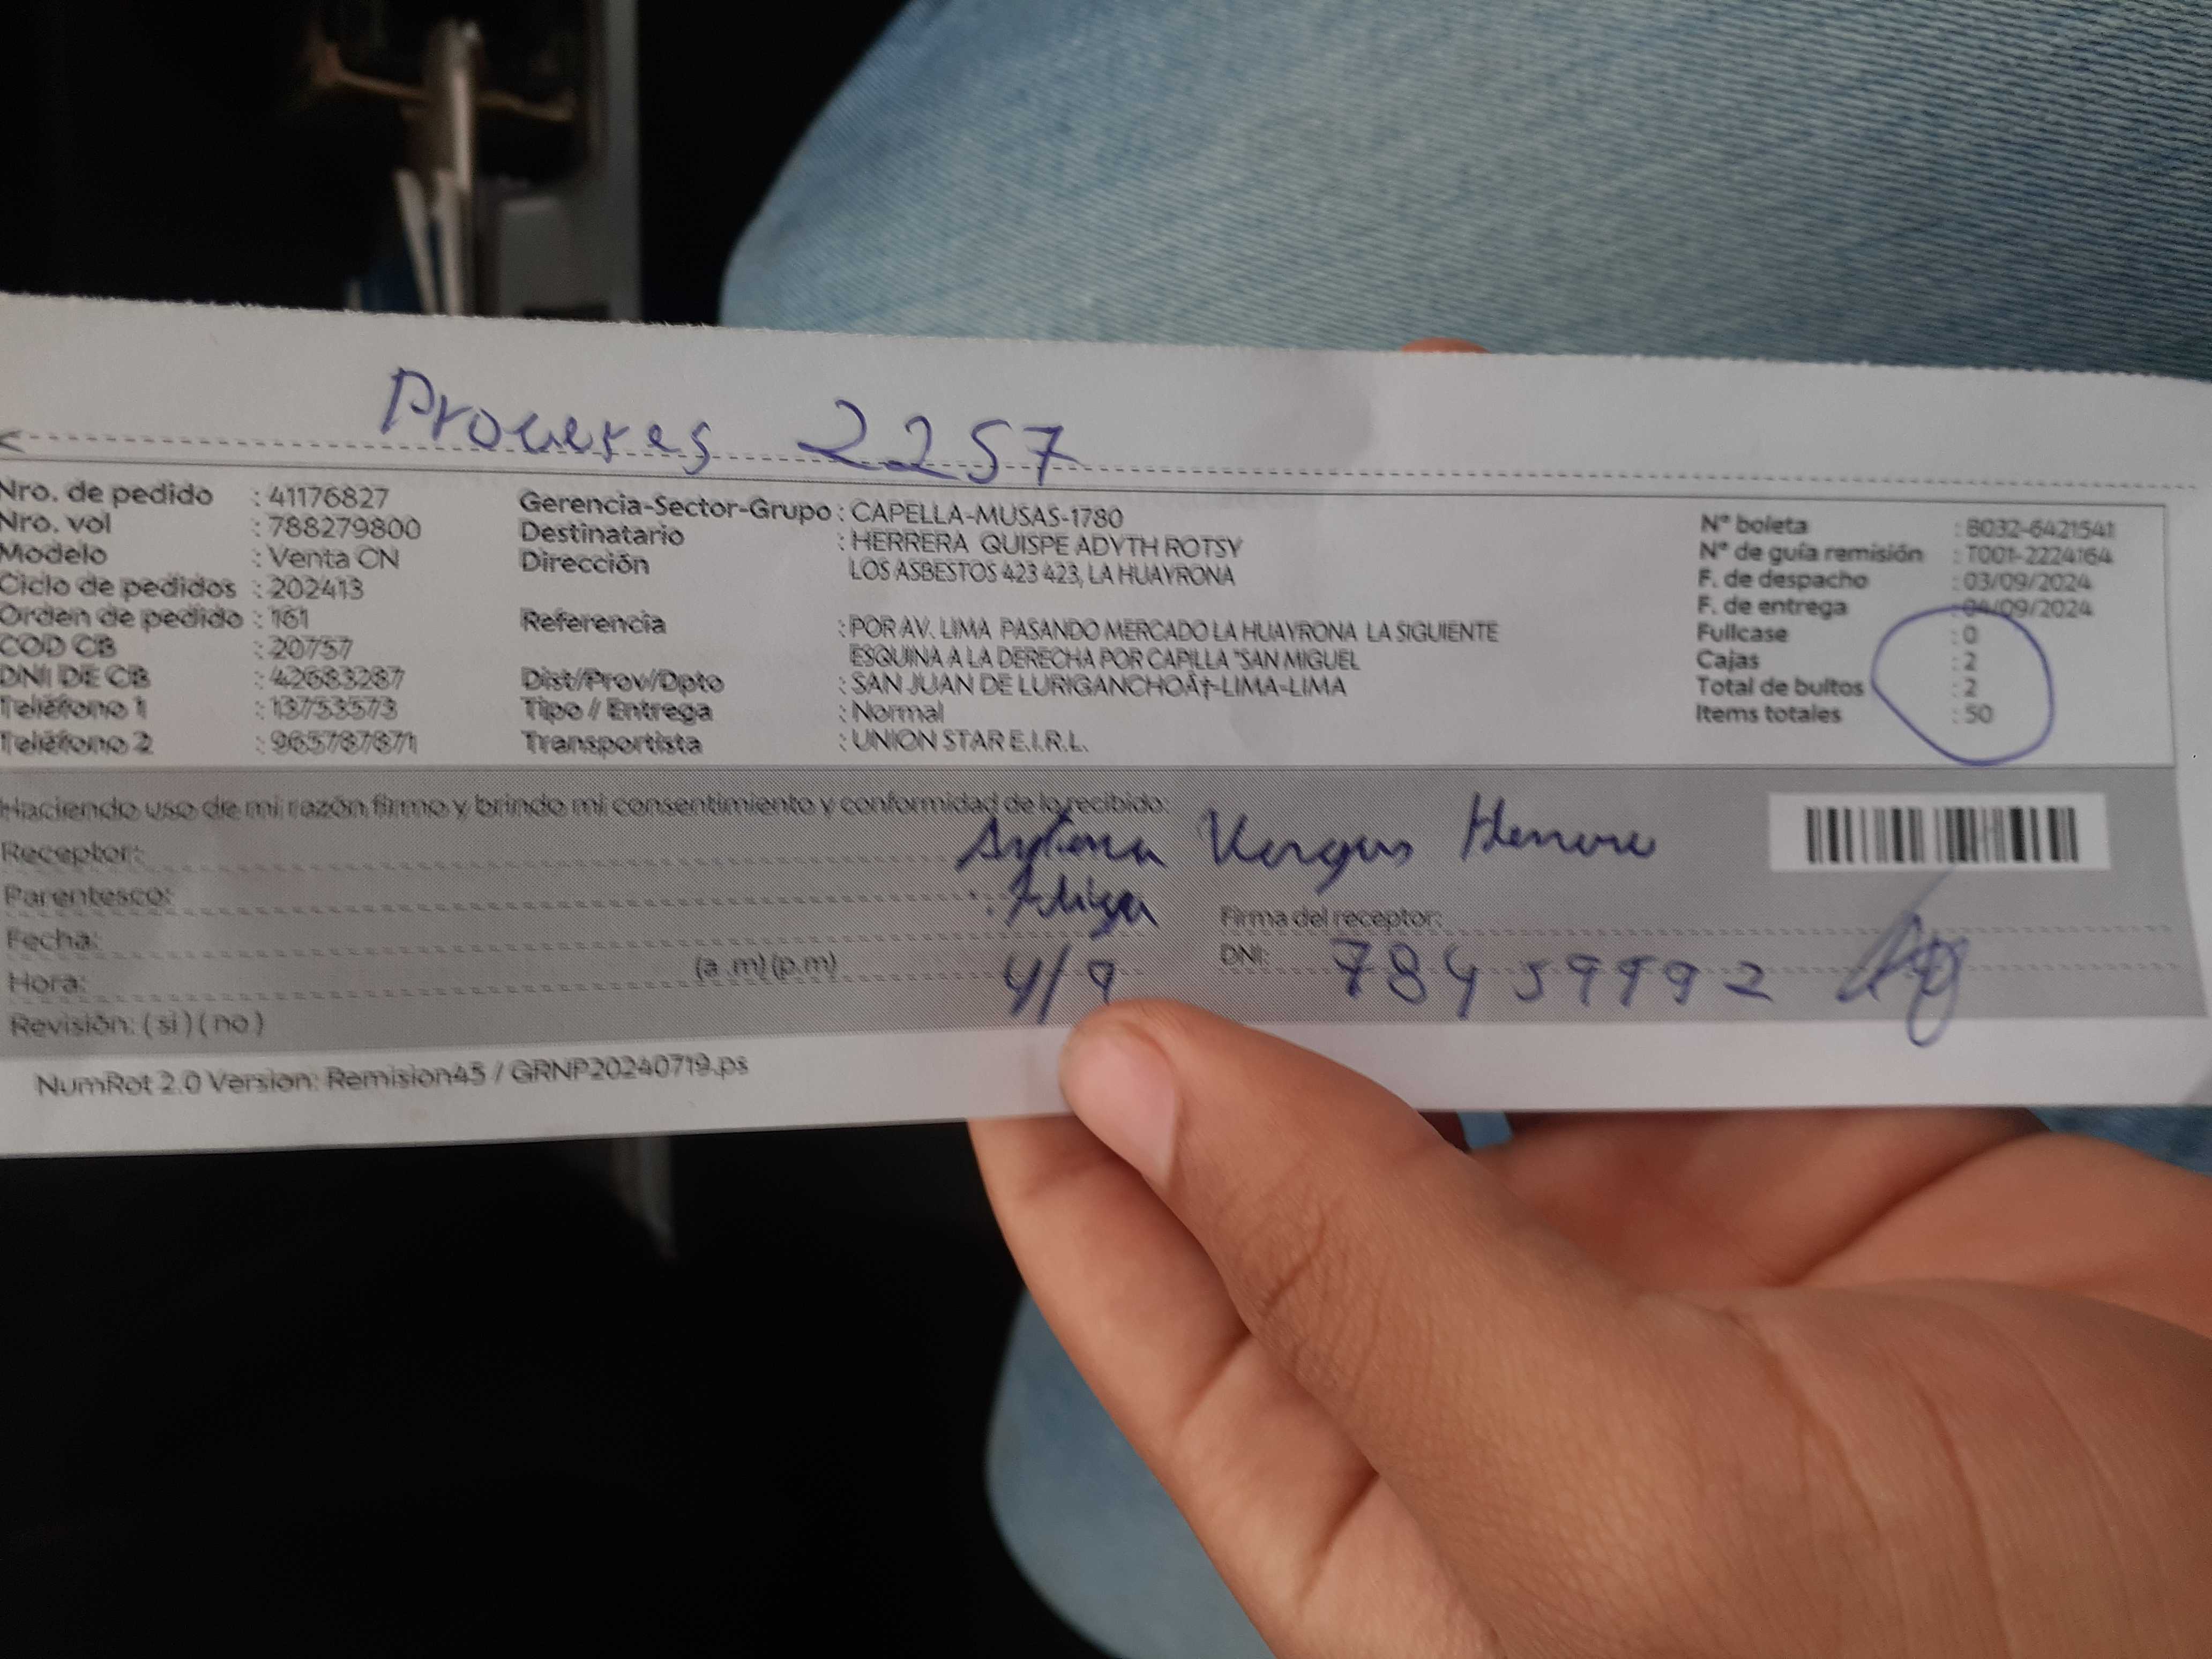 Proceres 2257
Nro. de pedido : 41176827
Nro. vol : 788279800
Modelo : Venta CN
Ciclo de pedidos : 202413
Orden de pedido : 161
COD CB : 20757
DNI DE CB : 42683287
Teléfono 1 : 13753573
Teléfono 2 : 965787871
Gerencia-Sector-Grupo : CAPELLA-MUSAS-1780
Destinatario : HERRERA QUISPE ADYTH ROTSY
Dirección LOS ASBESTOS 423 423, LA HUAYRONA
Referencia : POR AV. LIMA PASANDO MERCADO LA HUAYRONA LA SIGUIENTE
ESQUINA A LA DERECHA POR CAPILLA "SAN MIGUEL
Dist/Prov/Dpto : SAN JUAN DE LURIGANCHOÃ†-LIMA-LIMA
Tipo / Entrega : Normal
Transportista : UNION STAR E.I.R.L.
N° boleta : B032-6421541
N° de guía remisión : T001-2224164
F. de despacho : 03/09/2024
F. de entrega : 04/09/2024
Fullcase : 0
Cajas : 2
Total de bultos : 2
Items totales : 50
Haciendo uso de mi razón firmo y brindo mi consentimiento y conformidad de lo recibido:
Receptor: Vargas Herrera
Parentesco:
Firma del receptor:
Fecha: 4/9
DNI: 78459992
Hora: (a.m) (p.m)
Revisión: (si) (no)
NumRot 2.0 Version: Remision45 / GRNP20240719.ps